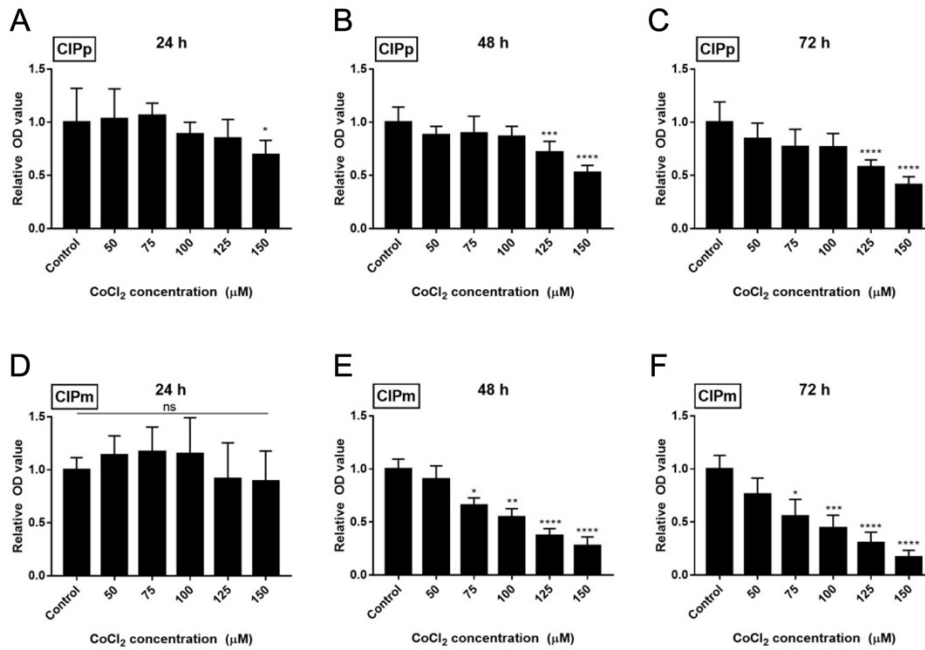 A
B
C
24 h
48 h
72 h
CIPp
CIPp
CIPp
Relative OD value
1.5
1.0
0.5
0.0
*
Control
50
75
100
125
150
CoCl₂ concentration (µM)
Relative OD value
1.5
1.0
0.5
0.0
***
****
Control
50
75
100
125
150
CoCl₂ concentration (µM)
Relative OD value
1.5
1.0
0.5
0.0
****
****
Control
50
75
100
125
150
CoCl₂ concentration (µM)
D
E
F
24 h
48 h
72 h
CIPm
CIPm
CIPm
ns
Relative OD value
1.5
1.0
0.5
0.0
Control
50
75
100
125
150
CoCl₂ concentration (µM)
Relative OD value
1.5
1.0
0.5
0.0
*
**
****
****
Control
50
75
100
125
150
CoCl₂ concentration (µM)
Relative OD value
1.5
1.0
0.5
0.0
*
***
****
****
Control
50
75
100
125
150
CoCl₂ concentration (µM)